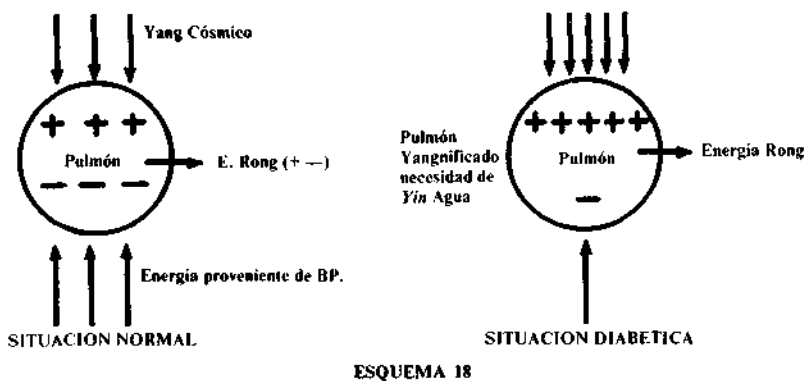 Yang Cósmico
+ + +
Pulmón
— — —
E. Rong (+ —)
Energía proveniente de BP.
SITUACION NORMAL
+ + + + +
Pulmón
Yangnificado
necesidad de
Yin Agua
Pulmón
—
Energía Rong
SITUACION DIABETICA
ESQUEMA 18